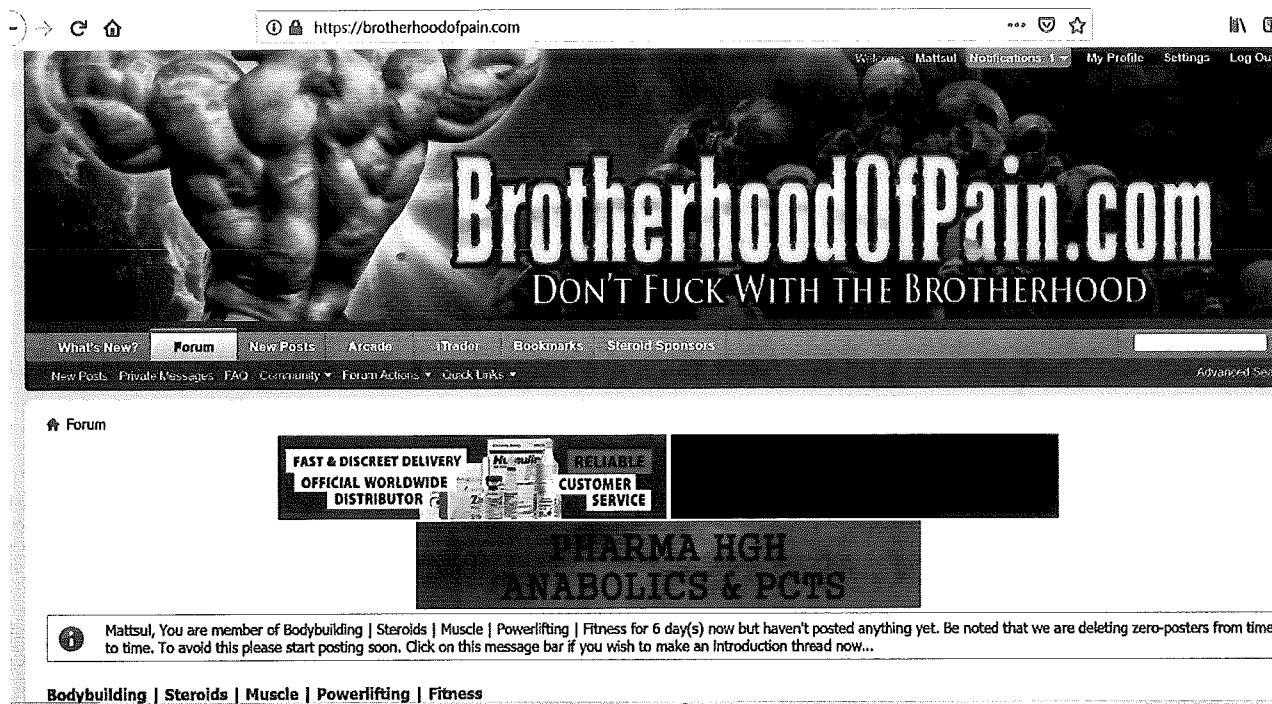 https://brotherhoodofpain.com
Welcome Mattsul Notifications 1 My Profile Settings Log Ou
BrotherhoodOfPain.com
DON'T FUCK WITH THE BROTHERHOOD
What's New? Forum New Posts Arcade iTrader Bookmarks Steroid Sponsors
New Posts Private Messages FAQ Community Forum Actions Quick Links Advanced Sea
Forum
FAST & DISCREET DELIVERY
OFFICIAL WORLDWIDE
DISTRIBUTOR
RELIABLE
CUSTOMER
SERVICE
PHARMA HGH
ANABOLICS & PCTS
Mattsul, You are member of Bodybuilding | Steroids | Muscle | Powerlifting | Fitness for 6 day(s) now but haven't posted anything yet. Be noted that we are deleting zero-posters from time
to time. To avoid this please start posting soon. Click on this message bar if you wish to make an introduction thread now...
Bodybuilding | Steroids | Muscle | Powerlifting | Fitness